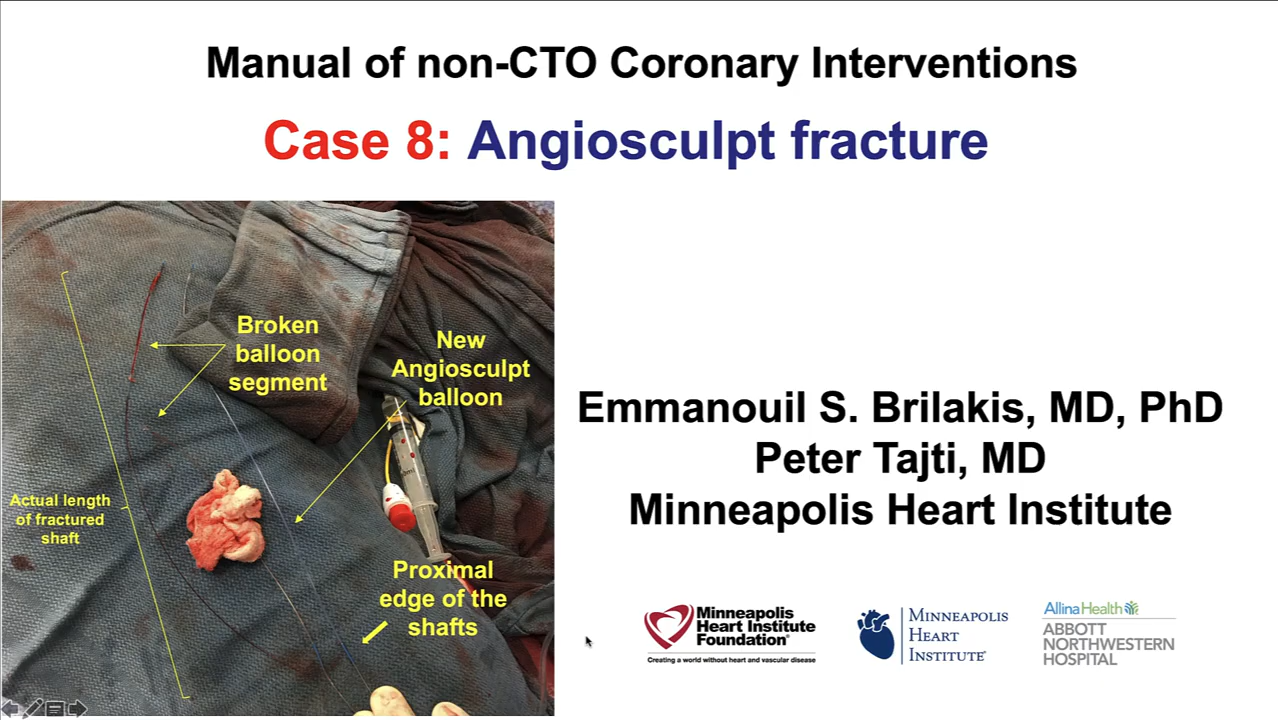 Manual of non-CTO Coronary Interventions
Case 8: Angiosculpt fracture
Broken
balloon
segment
New
Angiosculpt
balloon
Actual length
of fractured
shaft
Proximal
edge of the
shafts
Emmanouil S. Brilakis, MD, PhD
Peter Tajti, MD
Minneapolis Heart Institute
Minneapolis
Heart Institute
Foundation®
Creating a world without heart and vascular disease
MINNEAPOLIS
HEART
INSTITUTE®
AllinaHealth
ABBOTT
NORTHWESTERN
HOSPITAL